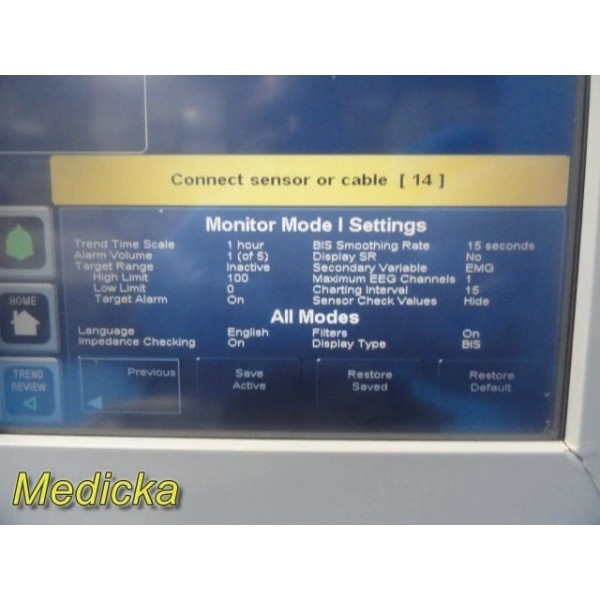 Connect sensor or cable [ 14 ]
Monitor Mode I Settings
Trend Time Scale 1 hour BIS Smoothing Rate 15 seconds
Alarm Volume 1 (of 5) Display SR No
Target Range Inactive Secondary Variable EMG
High Limit 100 Maximum EEG Channels 1
Low Limit 0 Charting Interval 15
Target Alarm On Sensor Check Values Hide
All Modes
Language English Filters On
Impedance Checking On Display Type BIS
HOME
TREND
REVIEW
Previous
Save
Active
Restore
Saved
Restore
Default
Medicka